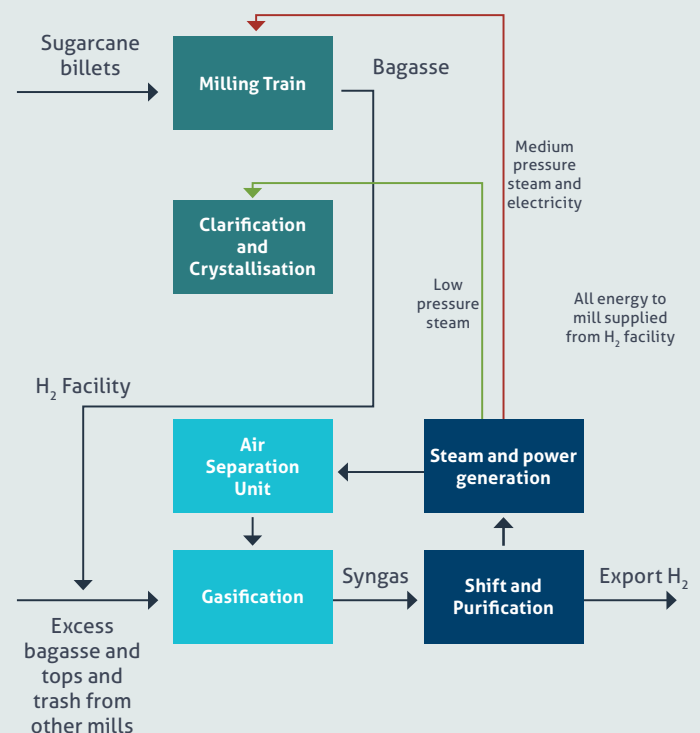 Sugarcane
billets
Milling Train
Bagasse
Medium
pressure
steam and
electricity
Clarification
and
Crystallisation
Low
pressure
steam
All energy to
mill supplied
from H₂ facility
H₂ Facility
Air
Separation
Unit
Steam and power
generation
Gasification
Syngas
Shift and
Purification
Export H₂
Excess
bagasse and
tops and
trash from
other mills